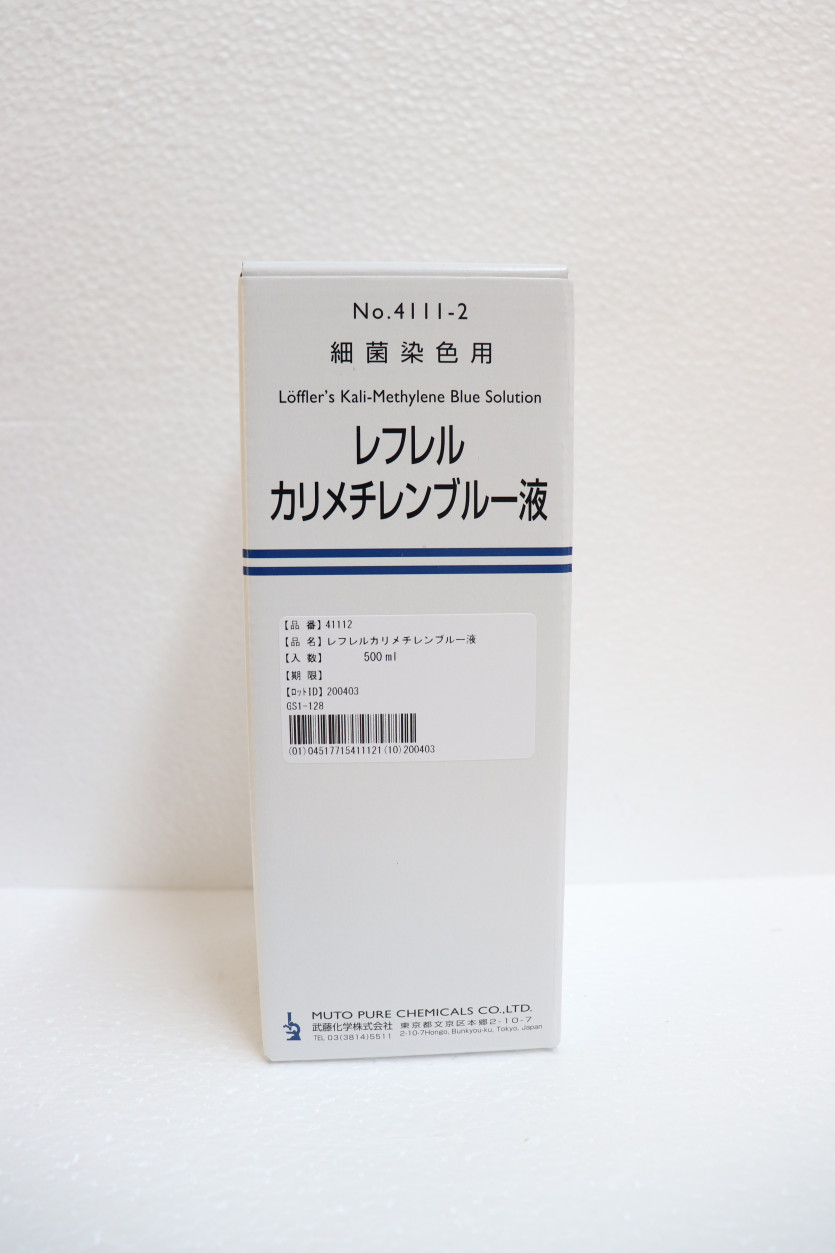 No.4111-2
細菌染色用
Löffler's Kali-Methylene Blue Solution
レフレル
カリメチレンブルー液
【品 番】41112
【品 名】レフレルカリメチレンブルー液
【入 数】 500 ml
【期 限】
【ﾛｯﾄID】200403
GS1-128
(01)04517715411121(10)200403
MUTO PURE CHEMICALS CO.,LTD.
武藤化学株式会社 東京都文京区本郷2-10-7
TEL 03(3814)5511 2-10-7Hongo, Bunkyou-ku, Tokyo, Japan